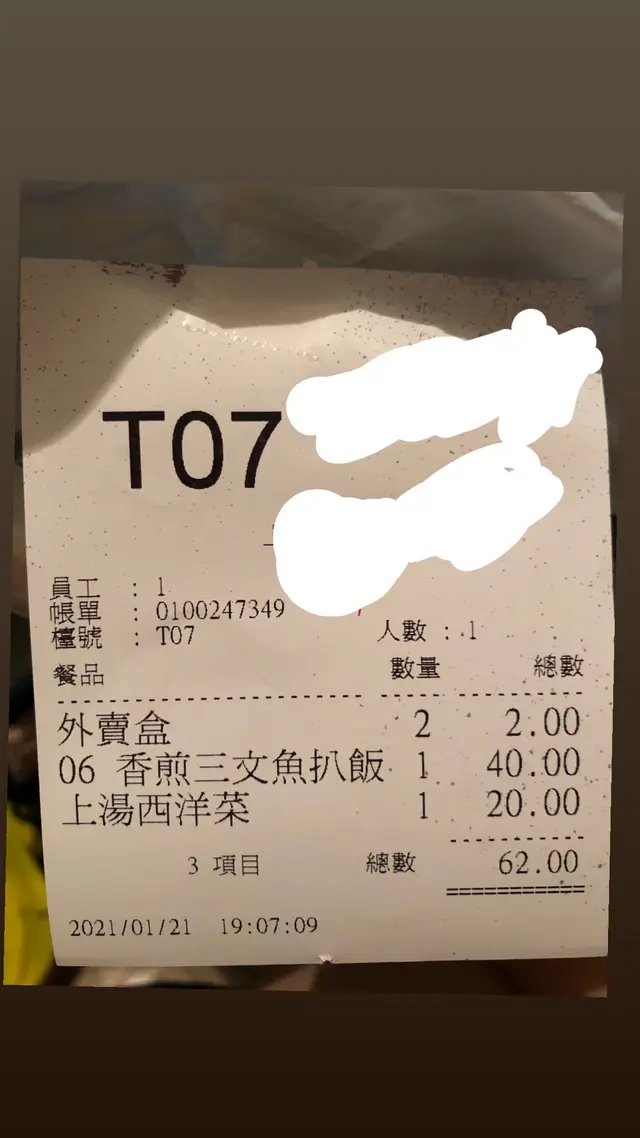 T07
員工 : 1
帳單 : 0100247349
檯號 : T07 人數 : 1
餐品 數量 總數
外賣盒 2 2.00
06 香煎三文魚扒飯 1 40.00
上湯西洋菜 1 20.00
3 項目 總數 62.00
2021/01/21 19:07:09